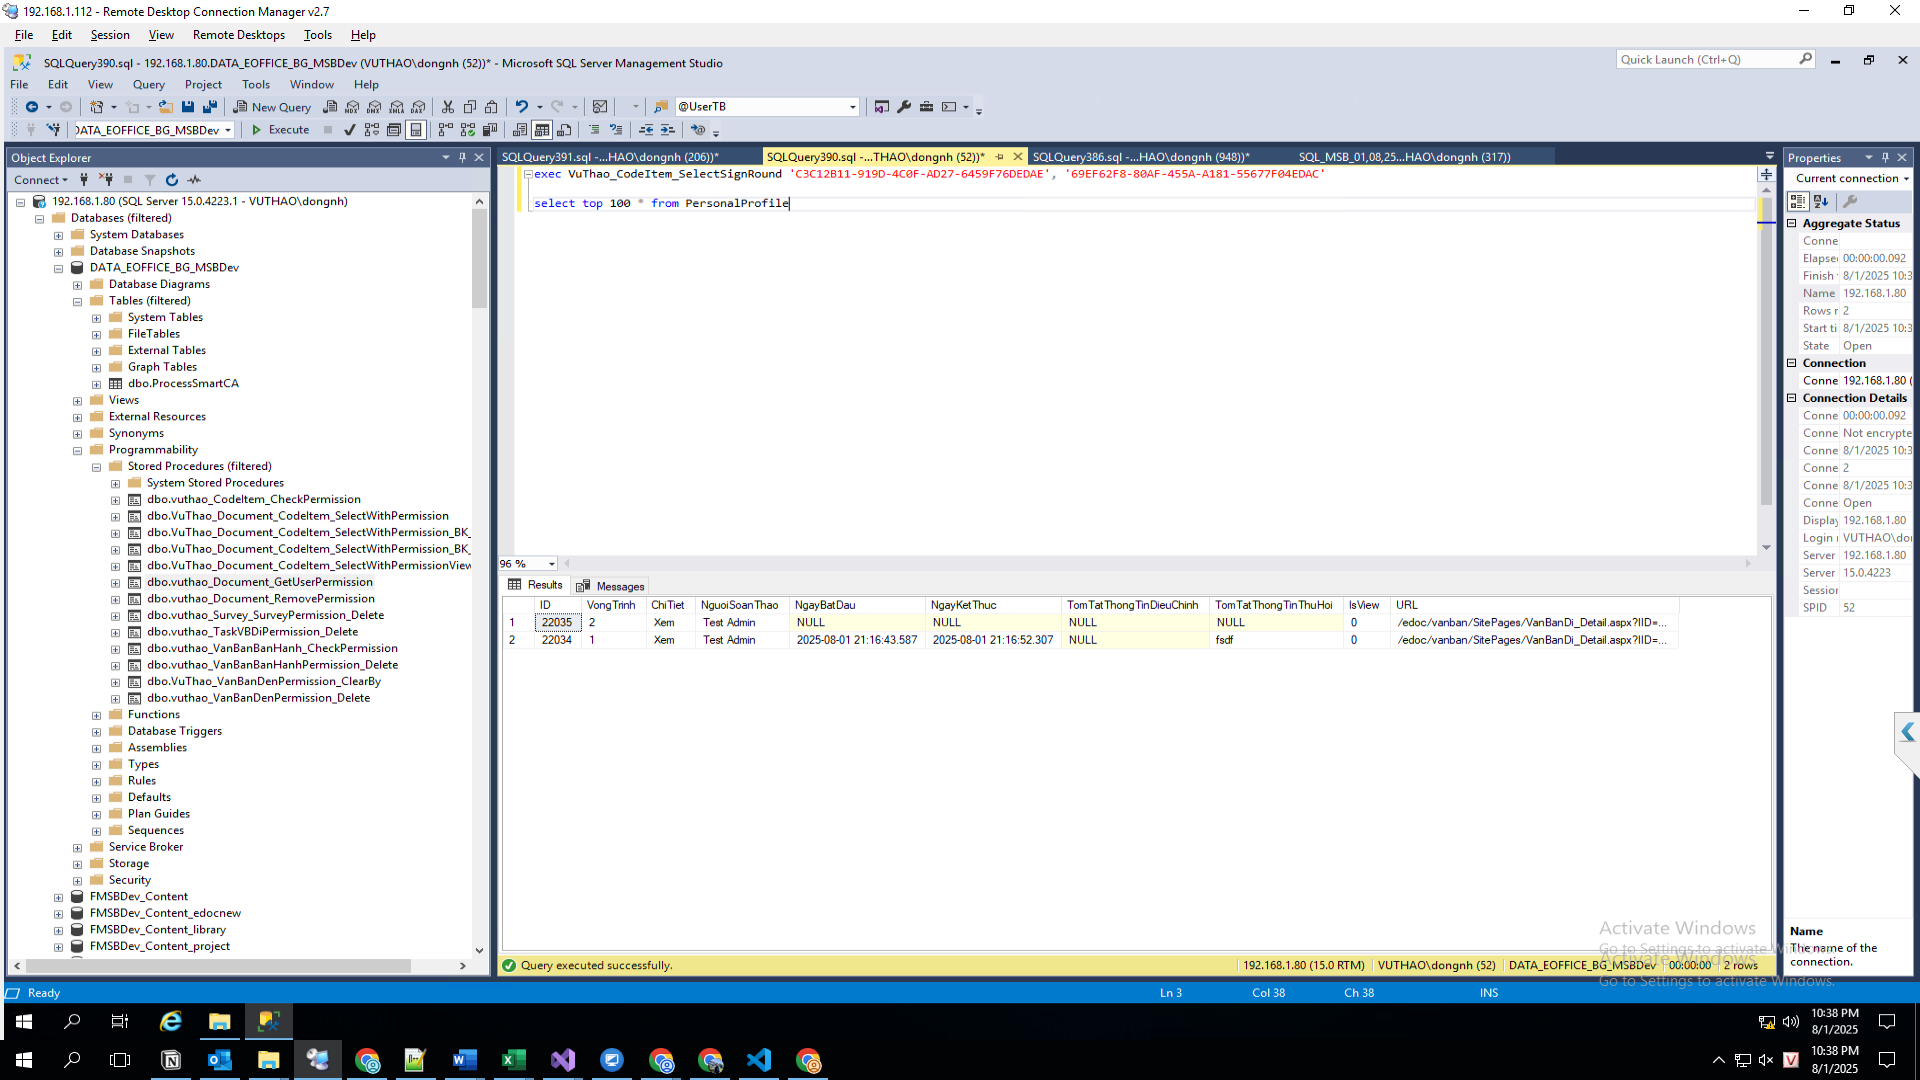 192.168.1.112 - Remote Desktop Connection Manager v2.7
File Edit Session View Remote Desktops Tools Help
SQLQuery390.sql - 192.168.1.80.DATA_EOFFICE_BG_MSBDev (VUTHAO\dongnh (52))* - Microsoft SQL Server Management Studio
Quick Launch (Ctrl+Q)
File Edit View Query Project Tools Window Help
New Query
@UserTB
DATA_EOFFICE_BG_MSBDev
Execute
Object Explorer
SQLQuery391.sql -...HAO\dongnh (206))*
SQLQuery390.sql -...THAO\dongnh (52))*
SQLQuery386.sql -...HAO\dongnh (948))*
SQL_MSB_01,08,25...HAO\dongnh (317))
Properties
Connect
192.168.1.80 (SQL Server 15.0.4223.1 - VUTHAO\dongnh)
Databases (filtered)
System Databases
Database Snapshots
DATA_EOFFICE_BG_MSBDev
Database Diagrams
Tables (filtered)
System Tables
FileTables
External Tables
Graph Tables
dbo.ProcessSmartCA
Views
External Resources
Synonyms
Programmability
Stored Procedures (filtered)
System Stored Procedures
dbo.vuthao_CodeItem_CheckPermission
dbo.VuThao_Document_CodeItem_SelectWithPermission
dbo.VuThao_Document_CodeItem_SelectWithPermission_BK_
dbo.VuThao_Document_CodeItem_SelectWithPermission_BK_
dbo.VuThao_Document_CodeItem_SelectWithPermissionView
dbo.vuthao_Document_GetUserPermission
dbo.vuthao_Document_RemovePermission
dbo.vuthao_Survey_SurveyPermission_Delete
dbo.vuthao_TaskVBDiPermission_Delete
dbo.vuthao_VanBanBanHanh_CheckPermission
dbo.vuthao_VanBanBanHanhPermission_Delete
dbo.VuThao_VanBanDenPermission_ClearBy
dbo.vuthao_VanBanDenPermission_Delete
Functions
Database Triggers
Assemblies
Types
Rules
Defaults
Plan Guides
Sequences
Service Broker
Storage
Security
FMSBDev_Content
FMSBDev_Content_edocnew
FMSBDev_Content_library
FMSBDev_Content_project
exec VuThao_CodeItem_SelectSignRound 'C3C12B11-919D-4C0F-AD27-6459F76DEDAE', '69EF62F8-80AF-455A-A181-55677F04EDAC'
select top 100 * from PersonalProfile
96 %
Results Messages
ID VongTrinh ChiTiet NguoiSoanThao NgayBatDau NgayKetThuc TomTatThongTinDieuChinh TomTatThongTinThuHoi IsView URL
1 22035 2 Xem Test Admin NULL NULL NULL NULL 0 /edoc/vanban/SitePages/VanBanDi_Detail.aspx?IID=...
2 22034 1 Xem Test Admin 2025-08-01 21:16:43.587 2025-08-01 21:16:52.307 NULL fsdf 0 /edoc/vanban/SitePages/VanBanDi_Detail.aspx?IID=...
Query executed successfully.
192.168.1.80 (15.0 RTM) VUTHAO\dongnh (52) DATA_EOFFICE_BG_MSBDev 00:00:00 2 rows
Current connection
Aggregate Status
Conne
Elapse 00:00:00.092
Finish 8/1/2025 10:3
Name 192.168.1.80
Rows r 2
Start ti 8/1/2025 10:3
State Open
Connection
Conne 192.168.1.80 (
Connection Details
Conne 00:00:00.092
Conne Not encrypte
Conne 8/1/2025 10:3
Conne 2
Conne 8/1/2025 10:3
Conne Open
Display 192.168.1.80
Login VUTHAO\do
Server 192.168.1.80
Server 15.0.4223
Session
SPID 52
Name
The name of the connection.
Activate Windows
Go to Settings to activate Windows.
Activate Windows
Go to Settings to activate Windows.
Ready
Ln 3 Col 38 Ch 38 INS
10:38 PM
8/1/2025
10:38 PM
8/1/2025